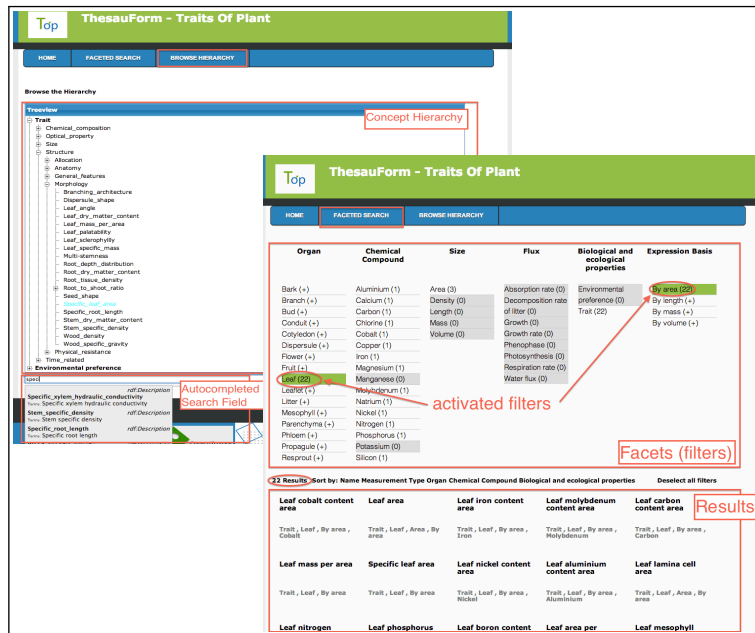 Top
ThesauForm - Traits Of Plant
HOME FACETED SEARCH BROWSE HIERARCHY
Browse the Hierarchy
Treeview
Concept Hierarchy
Trait
Chemical_composition
Optical_property
Size
Structure
Allocation
Anatomy
General_features
Morphology
Branching_architecture
Dispersule_shape
Leaf_angle
Leaf_dry_matter_content
Leaf_mass_per_area
Leaf_palatability
Leaf_sclerophylly
Leaf_specific_mass
Multi-stemness
Root_depth_distribution
Root_dry_matter_content
Root_tissue_density
Root_to_shoot_ratio
Seed_shape
Specific_leaf_area
Specific_root_length
Stem_dry_matter_content
Stem_specific_density
Wood_density
Wood_specific_gravity
Physical_resistance
Time_related
Environmental preference
spec
Autocompleted
Search Field
rdf:Description
Specific_xylem_hydraulic_conductivity
Specific xylem hydraulic conductivity
Stem_specific_density rdf:Description
Stem specific density
Specific_root_length rdf:Description
Specific root length
Top
ThesauForm - Traits Of Plant
HOME FACETED SEARCH BROWSE HIERARCHY
Organ
Bark (+)
Branch (+)
Bud (+)
Conduit (+)
Cotyledon (+)
Dispersule (+)
Flower (+)
Fruit (+)
Leaf (22)
Leaflet (+)
Litter (+)
Mesophyll (+)
Parenchyma (+)
Phloem (+)
Propagule (+)
Resprout (+)
Chemical
Compound
Aluminium (1)
Calcium (1)
Carbon (1)
Chlorine (1)
Cobalt (1)
Copper (1)
Iron (1)
Magnesium (1)
Manganese (0)
Molybdenum (1)
Natrium (1)
Nickel (1)
Nitrogen (1)
Phosphorus (1)
Potassium (0)
Silicon (1)
Size
Area (3)
Density (0)
Length (0)
Mass (0)
Volume (0)
Flux
Absorption rate (0)
Decomposition rate
of litter (0)
Growth (0)
Growth rate (0)
Phenophase (0)
Photosynthesis (0)
Respiration rate (0)
Water flux (0)
Biological and
ecological
properties
Environmental
preference (0)
Trait (22)
Expression Basis
By area (22)
By length (+)
By mass (+)
By volume (+)
activated filters
Facets (filters)
22 Results Sort by: Name Measurement Type Organ Chemical Compound Biological and ecological properties Deselect all filters
Results
Leaf cobalt content
area
Trait , Leaf , By area ,
Cobalt
Leaf area
Trait , Leaf , Area , By
area
Leaf iron content
area
Trait , Leaf , By area ,
Iron
Leaf molybdenum
content area
Trait , Leaf , By area ,
Molybdenum
Leaf carbon
content area
Trait , Leaf , By area ,
Carbon
Leaf mass per area
Trait , Leaf , By area
Specific leaf area
Trait , Leaf , By area
Leaf nickel content
area
Trait , Leaf , By area ,
Nickel
Leaf aluminium
content area
Trait , Leaf , By area ,
Aluminium
Leaf lamina cell
area
Trait , Leaf , Area , By
area
Leaf nitrogen
Leaf phosphorus
Leaf boron content
Leaf area per
Leaf mesophyll